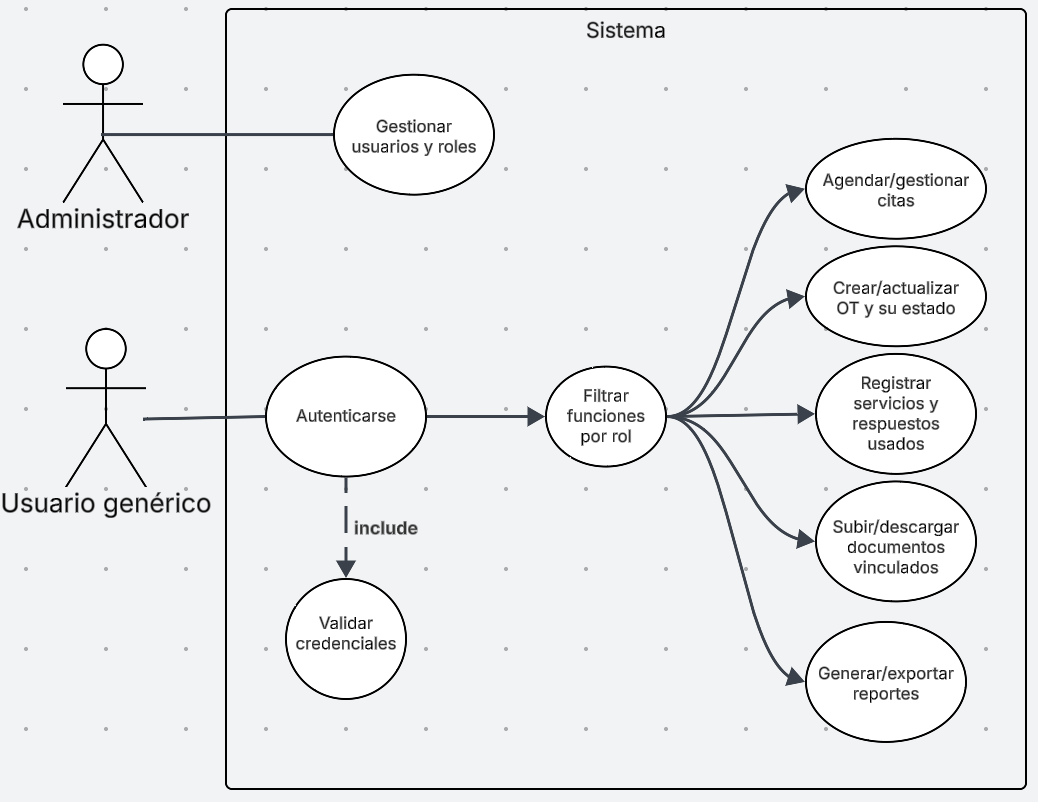 Sistema
Gestionar
usuarios y roles
Administrador
Agendar/gestionar
citas
Crear/actualizar
OT y su estado
Registrar
servicios y
respuestos
usados
Filtrar
funciones
por rol
Autenticarse
Usuario genérico
include
Subir/descargar
documentos
vinculados
Validar
credenciales
Generar/exportar
reportes